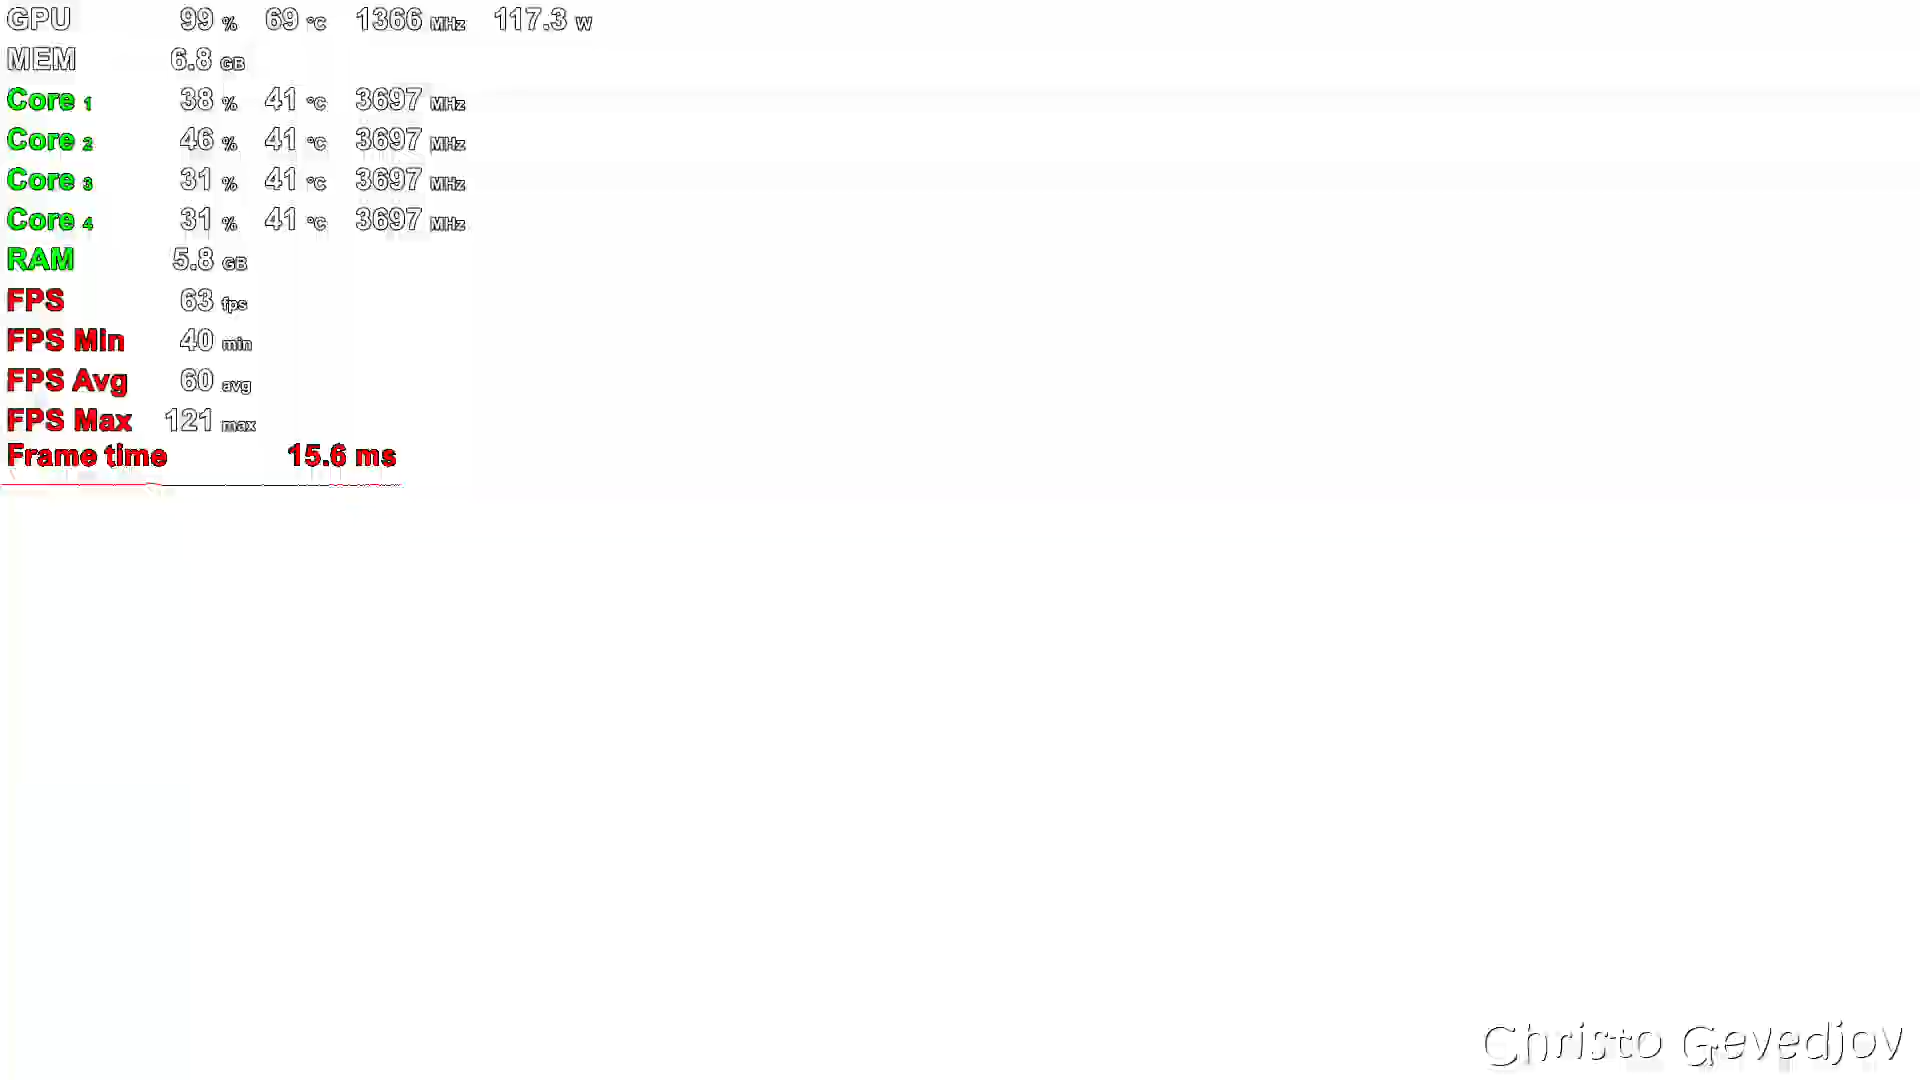 GPU 99 % 69 °C 1366 MHz 117.3 W
MEM 6.8 GB
Core 1 38 % 41 °C 3697 MHz
Core 2 46 % 41 °C 3697 MHz
Core 3 31 % 41 °C 3697 MHz
Core 4 31 % 41 °C 3697 MHz
RAM 5.8 GB
FPS 63 fps
FPS Min 40 min
FPS Avg 60 avg
FPS Max 121 max
Frame time 15.6 ms
Christo Gevedjov